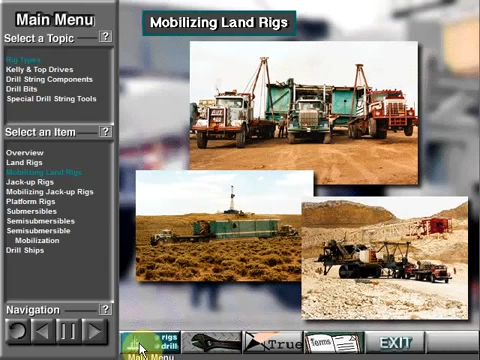 Main Menu
Select a Topic
?
Rig Types
Kelly & Top Drives
Drill String Components
Drill Bits
Special Drill String Tools
Select an Item
?
Overview
Land Rigs
Mobilizing Land Rigs
Jack-up Rigs
Mobilizing Jack-up Rigs
Platform Rigs
Submersibles
Semisubmersibles
Semisubmersible
Mobilization
Drill Ships
Navigation
?
Mobilizing Land Rigs
rigs
drill
True
Terms
EXIT
Main Menu